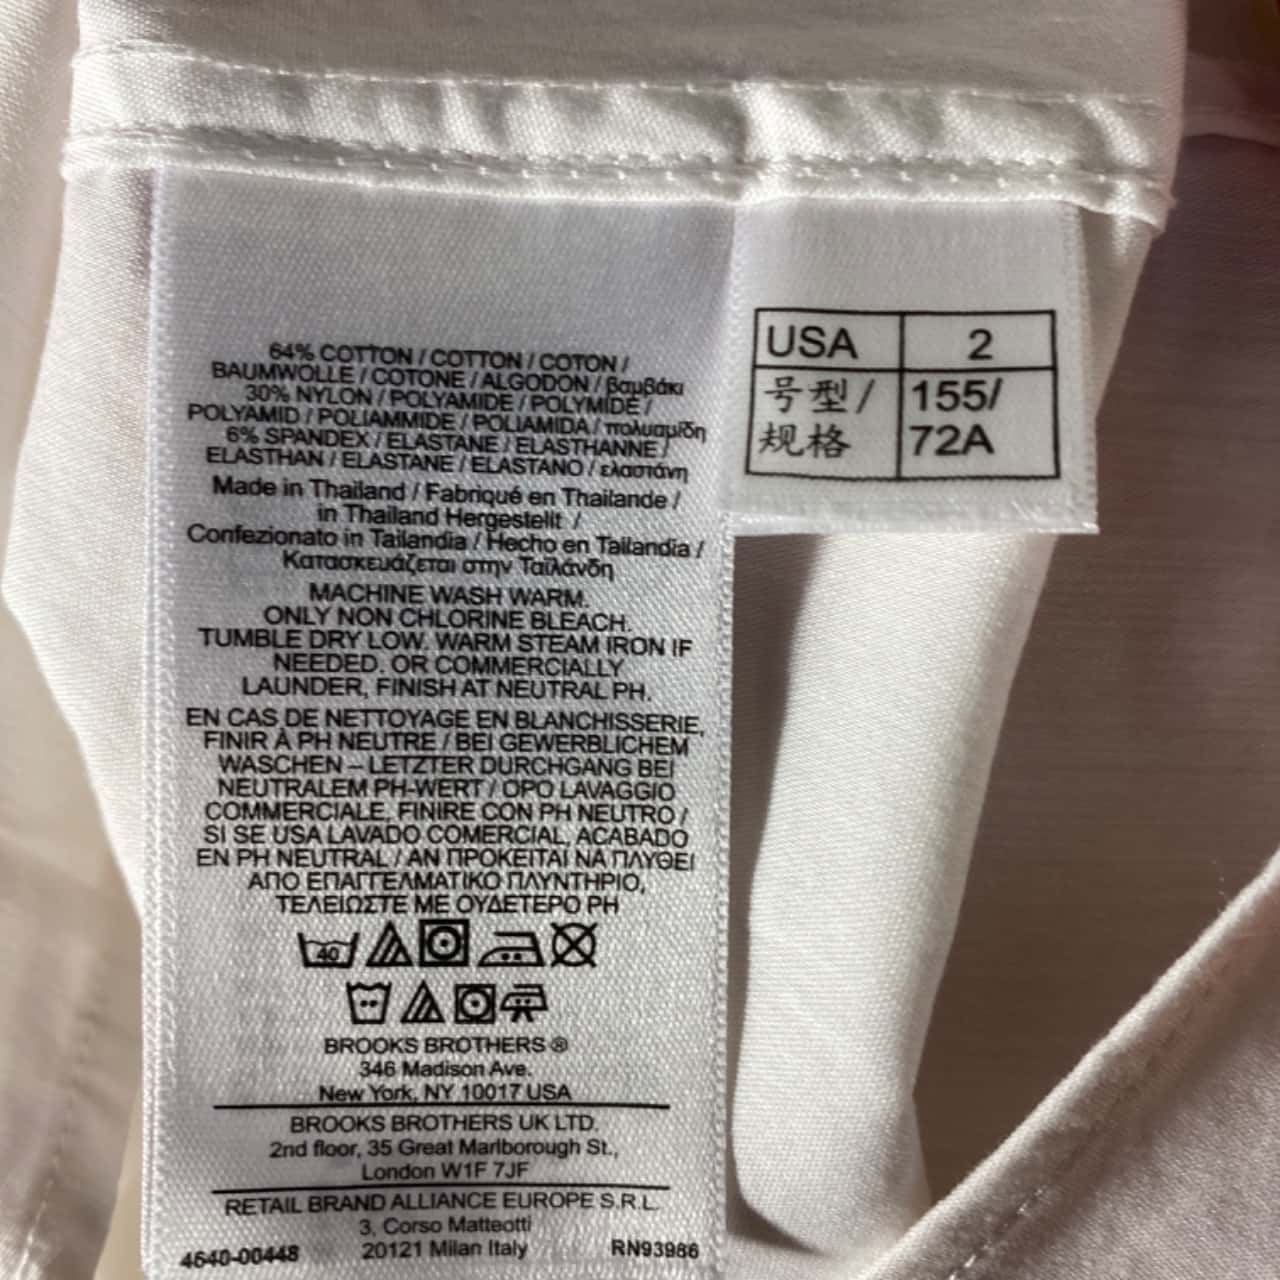 64% COTTON / COTTON / COTON /
BAUMWOLLE / COTONE / ALGODON / βαμβάκι
30% NYLON / POLYAMIDE / POLYMIDE /
POLYAMID / POLIAMMIDE / POLIAMIDA / πολυαμίδη
6% SPANDEX / ELASTANE / ELASTHANNE /
ELASTHAN / ELASTANE / ELASTANO / ελαστάνη
Made in Thailand / Fabriqué en Thailande /
in Thailand Hergestellt /
Confezionato in Tailandia / Hecho en Tailandia /
Κατασκευάζεται στην Ταϊλάνδη
MACHINE WASH WARM.
ONLY NON CHLORINE BLEACH.
TUMBLE DRY LOW. WARM STEAM IRON IF
NEEDED. OR COMMERCIALLY
LAUNDER, FINISH AT NEUTRAL PH.
EN CAS DE NETTOYAGE EN BLANCHISSERIE,
FINIR À PH NEUTRE / BEI GEWERBLICHEM
WASCHEN – LETZTER DURCHGANG BEI
NEUTRALEM PH-WERT / OPO LAVAGGIO
COMMERCIALE, FINIRE CON PH NEUTRO /
SI SE USA LAVADO COMERCIAL, ACABADO
EN PH NEUTRAL / ΑΝ ΠΡΟΚΕΙΤΑΙ ΝΑ ΠΛΥΘΕΙ
ΑΠΟ ΕΠΑΓΓΕΛΜΑΤΙΚΟ ΠΛΥΝΤΗΡΙΟ,
ΤΕΛΕΙΩΣΤΕ ΜΕ ΟΥΔΕΤΕΡΟ PH
40
BROOKS BROTHERS ®
346 Madison Ave.
New York, NY 10017 USA
BROOKS BROTHERS UK LTD.
2nd floor, 35 Great Marlborough St.,
London W1F 7JF
RETAIL BRAND ALLIANCE EUROPE S.R.L.
3, Corso Matteotti
4640-00448 20121 Milan Italy RN93986
USA 2
号型/ 155/
规格 72A